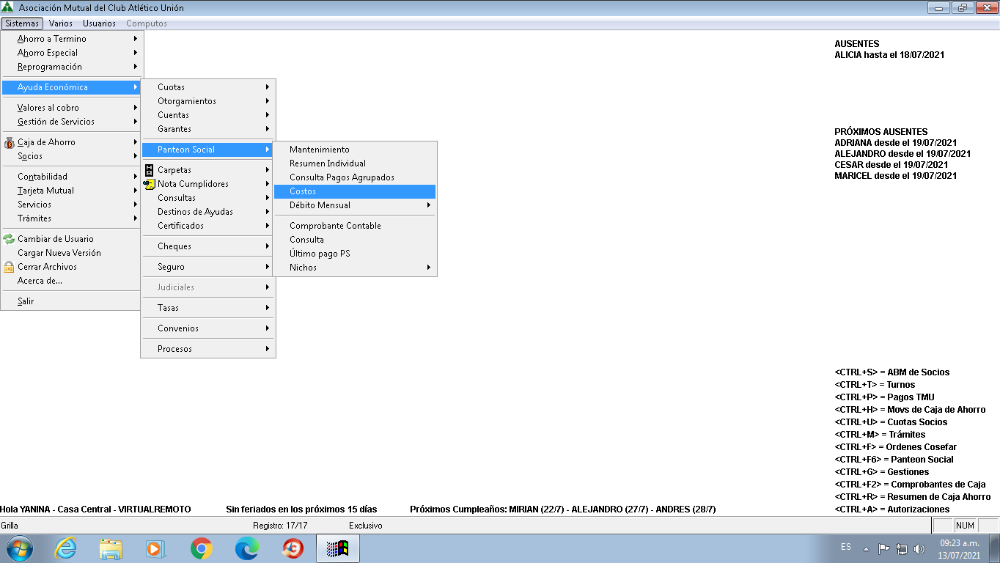 Asociación Mutual del Club Atlético Unión
Sistemas Varios Usuarios Computos
Ahorro a Termino
Ahorro Especial
Reprogramación
Ayuda Económica
Valores al cobro
Gestión de Servicios
Caja de Ahorro
Socios
Contabilidad
Tarjeta Mutual
Servicios
Trámites
Cambiar de Usuario
Cargar Nueva Versión
Cerrar Archivos
Acerca de...
Salir
Cuotas
Otorgamientos
Cuentas
Garantes
Panteon Social
Carpetas
Nota Cumplidores
Consultas
Destinos de Ayudas
Certificados
Cheques
Seguro
Judiciales
Tasas
Convenios
Procesos
Mantenimiento
Resumen Individual
Consulta Pagos Agrupados
Costos
Débito Mensual
Comprobante Contable
Consulta
Último pago PS
Nichos
AUSENTES
ALICIA hasta el 18/07/2021
PRÓXIMOS AUSENTES
ADRIANA desde el 19/07/2021
ALEJANDRO desde el 19/07/2021
CESAR desde el 19/07/2021
MARICEL desde el 19/07/2021
<CTRL+S> = ABM de Socios
<CTRL+T> = Turnos
<CTRL+P> = Pagos TMU
<CTRL+H> = Movs de Caja de Ahorro
<CTRL+U> = Cuotas Socios
<CTRL+M> = Trámites
<CTRL+F> = Ordenes Cosefar
<CTRL+F6> = Panteon Social
<CTRL+G> = Gestiones
<CTRL+F2> = Comprobantes de Caja
<CTRL+R> = Resumen de Caja Ahorro
<CTRL+A> = Autorizaciones
Hola YANINA - Casa Central - VIRTUALREMOTO Sin feriados en los próximos 15 días Próximos Cumpleaños: MIRIAN (22/7) - ALEJANDRO (27/7) - ANDRES (28/7)
Grilla Registro: 17/17 Exclusivo NUM
ES 09:23 a.m.
13/07/2021